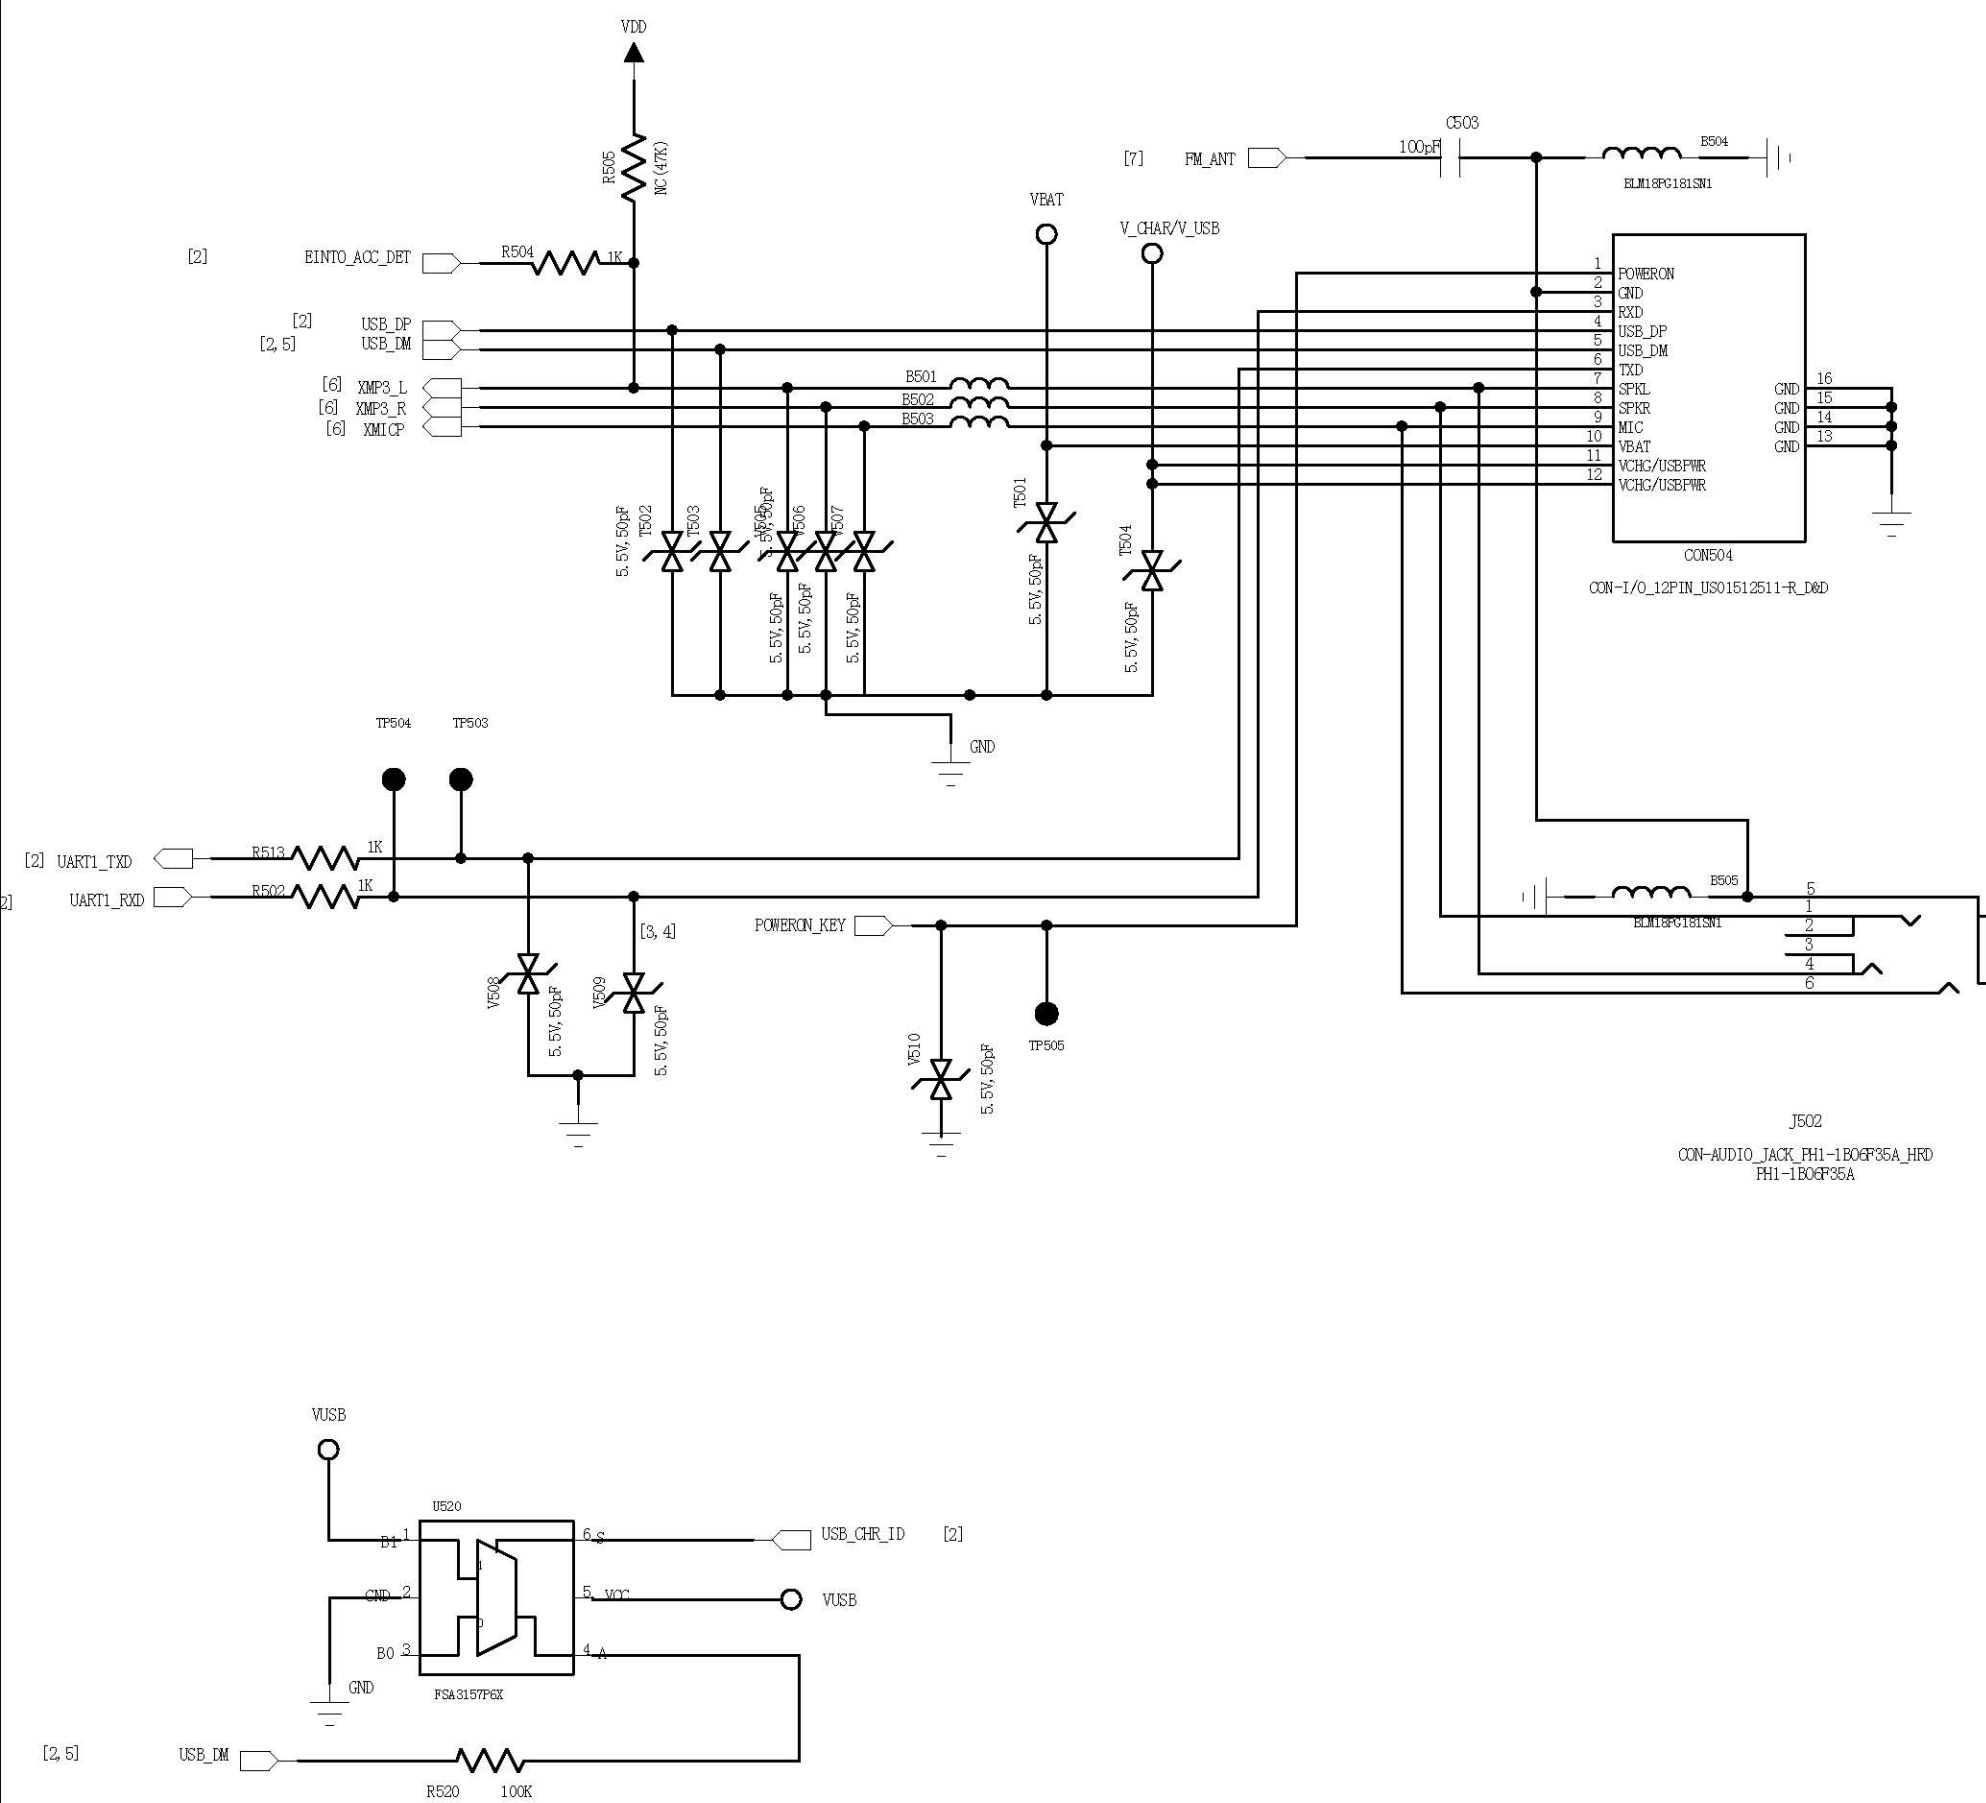 VDD
R505
NC(47K)
C503
100pF
B504
[7] FM_ANT
BLM18PG181SN1
VBAT
V_CHAR/V_USB
[2] EINTO_ACC_DET
R504
1K
[2] USB_DP
[2,5] USB_DM
[6] XMP3_L
[6] XMP3_R
[6] XMICP
B501
B502
B503
1 POWERON
2 GND
3 RXD
4 USB_DP
5 USB_DM
6 TXD
7 SPKL
8 SPKR
9 MIC
10 VBAT
11 VCHG/USBPWR
12 VCHG/USBPWR
GND 16
GND 15
GND 14
GND 13
CON504
CON-I/O_12PIN_US01512511-R_D&D
5.5V,50pF
T502
T503
V505
5.5V,50pF
V506
V507
T501
T504
5.5V,50pF
5.5V,50pF
5.5V,50pF
5.5V,50pF
5.5V,50pF
GND
TP504
TP503
[2] UART1_TXD
R513
1K
2] UART1_RXD
R502
1K
[3,4]
POWERON_KEY
V508
5.5V,50pF
V509
5.5V,50pF
V510
5.5V,50pF
TP505
B505
BLM18PG181SN1
5
1
2
3
4
6
J502
CON-AUDIO_JACK_PH1-1B06F35A_HRD
PH1-1B06F35A
VUSB
U520
B1 1
GND 2
B0 3
1
0
6 S
5 VCC
4 A
USB_CHR_ID [2]
VUSB
GND
FSA3157P6X
[2,5] USB_DM
R520 100K